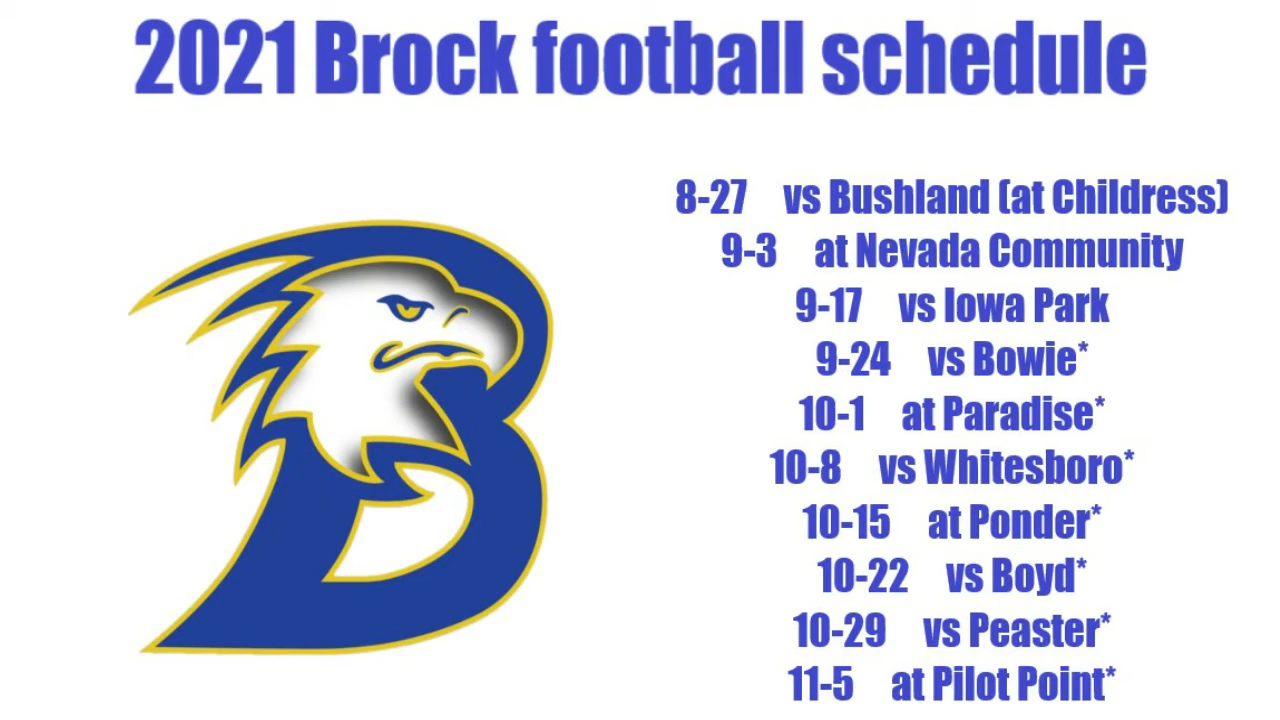 2021 Brock football schedule
8-27 vs Bushland (at Childress)
9-3 at Nevada Community
9-17 vs Iowa Park
9-24 vs Bowie*
10-1 at Paradise*
10-8 vs Whitesboro*
10-15 at Ponder*
10-22 vs Boyd*
10-29 vs Peaster*
11-5 at Pilot Point*